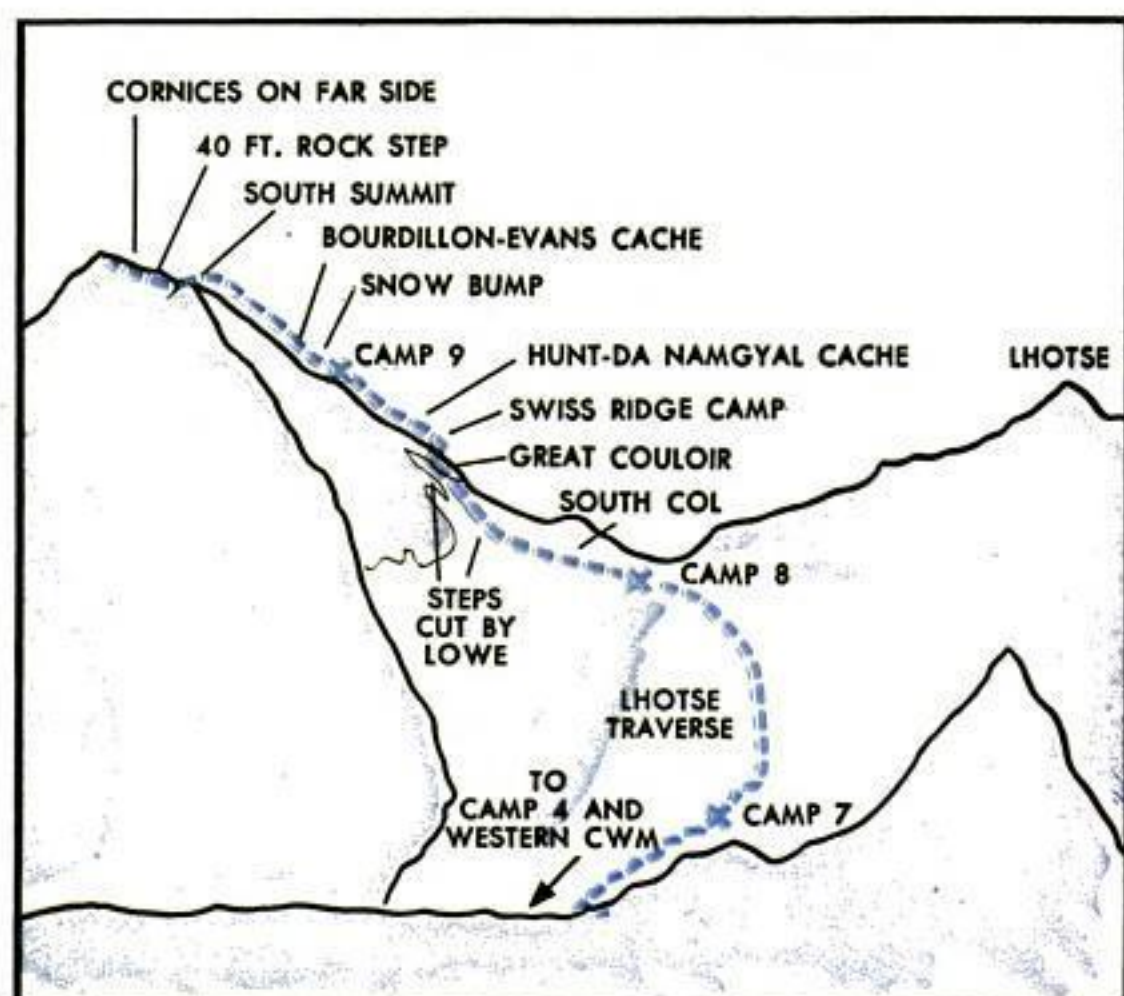 CORNICES ON FAR SIDE
40 FT. ROCK STEP
SOUTH SUMMIT
BOURDILLON-EVANS CACHE
SNOW BUMP
CAMP 9
HUNT-DA NAMGYAL CACHE
LHOTSE
SWISS RIDGE CAMP
GREAT COULOIR
SOUTH COL
CAMP 8
STEPS
CUT BY
LOWE
LHOTSE
TRAVERSE
TO
CAMP 4 AND
WESTERN CWM
CAMP 7